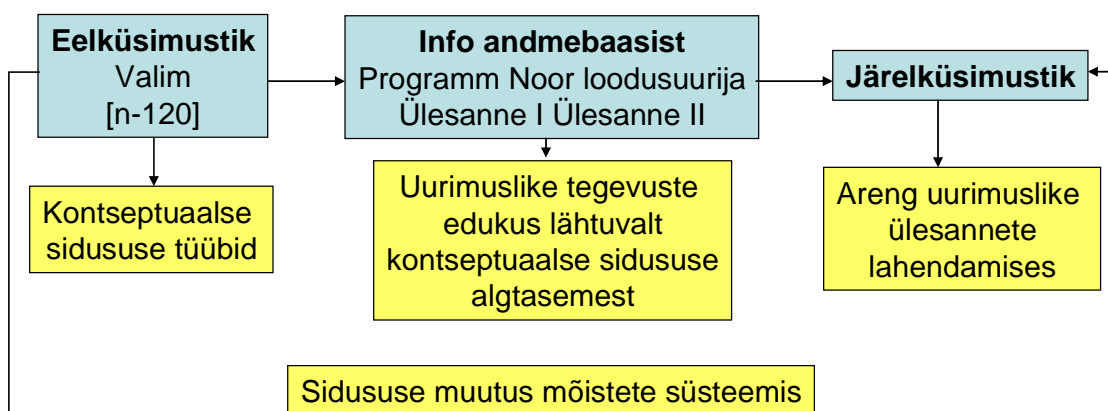 Eelküsimustik
Valim
[n-120]
Info andmebaasist
Programm Noor loodusuurija
Ülesanne I Ülesanne II
Järelküsimustik
Kontseptuaalse
sidususe tüübid
Uurimuslike tegevuste
edukus lähtuvalt
kontseptuaalse sidususe
algtasemest
Areng uurimuslike
ülesannete
lahendamises
Sidususe muutus mõistete süsteemis